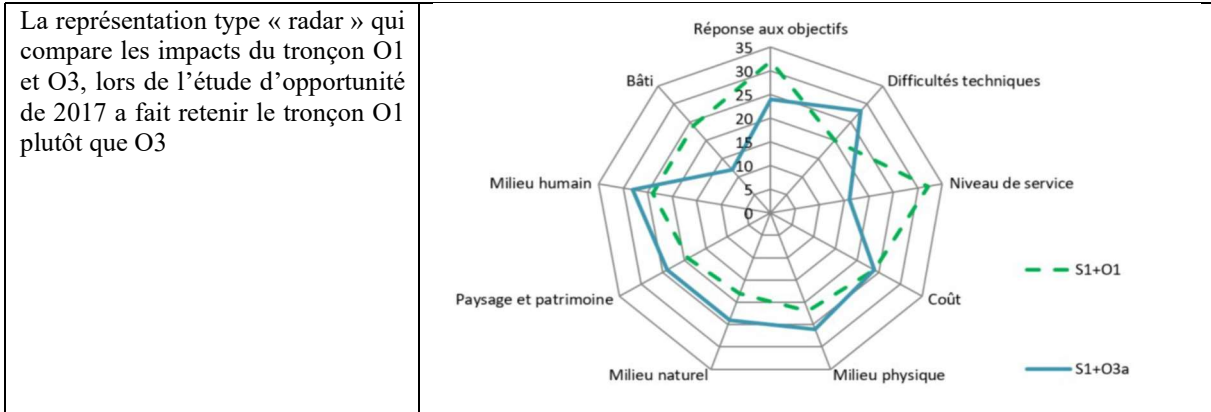 La représentation type « radar » qui
compare les impacts du tronçon O1
et O3, lors de l’étude d’opportunité
de 2017 a fait retenir le tronçon O1
plutôt que O3
Réponse aux objectifs
35
30
25
20
15
10
5
0
Difficultés techniques
Niveau de service
Coût
Milieu physique
Milieu naturel
Paysage et patrimoine
Milieu humain
Bâti
S1+O1
S1+O3a